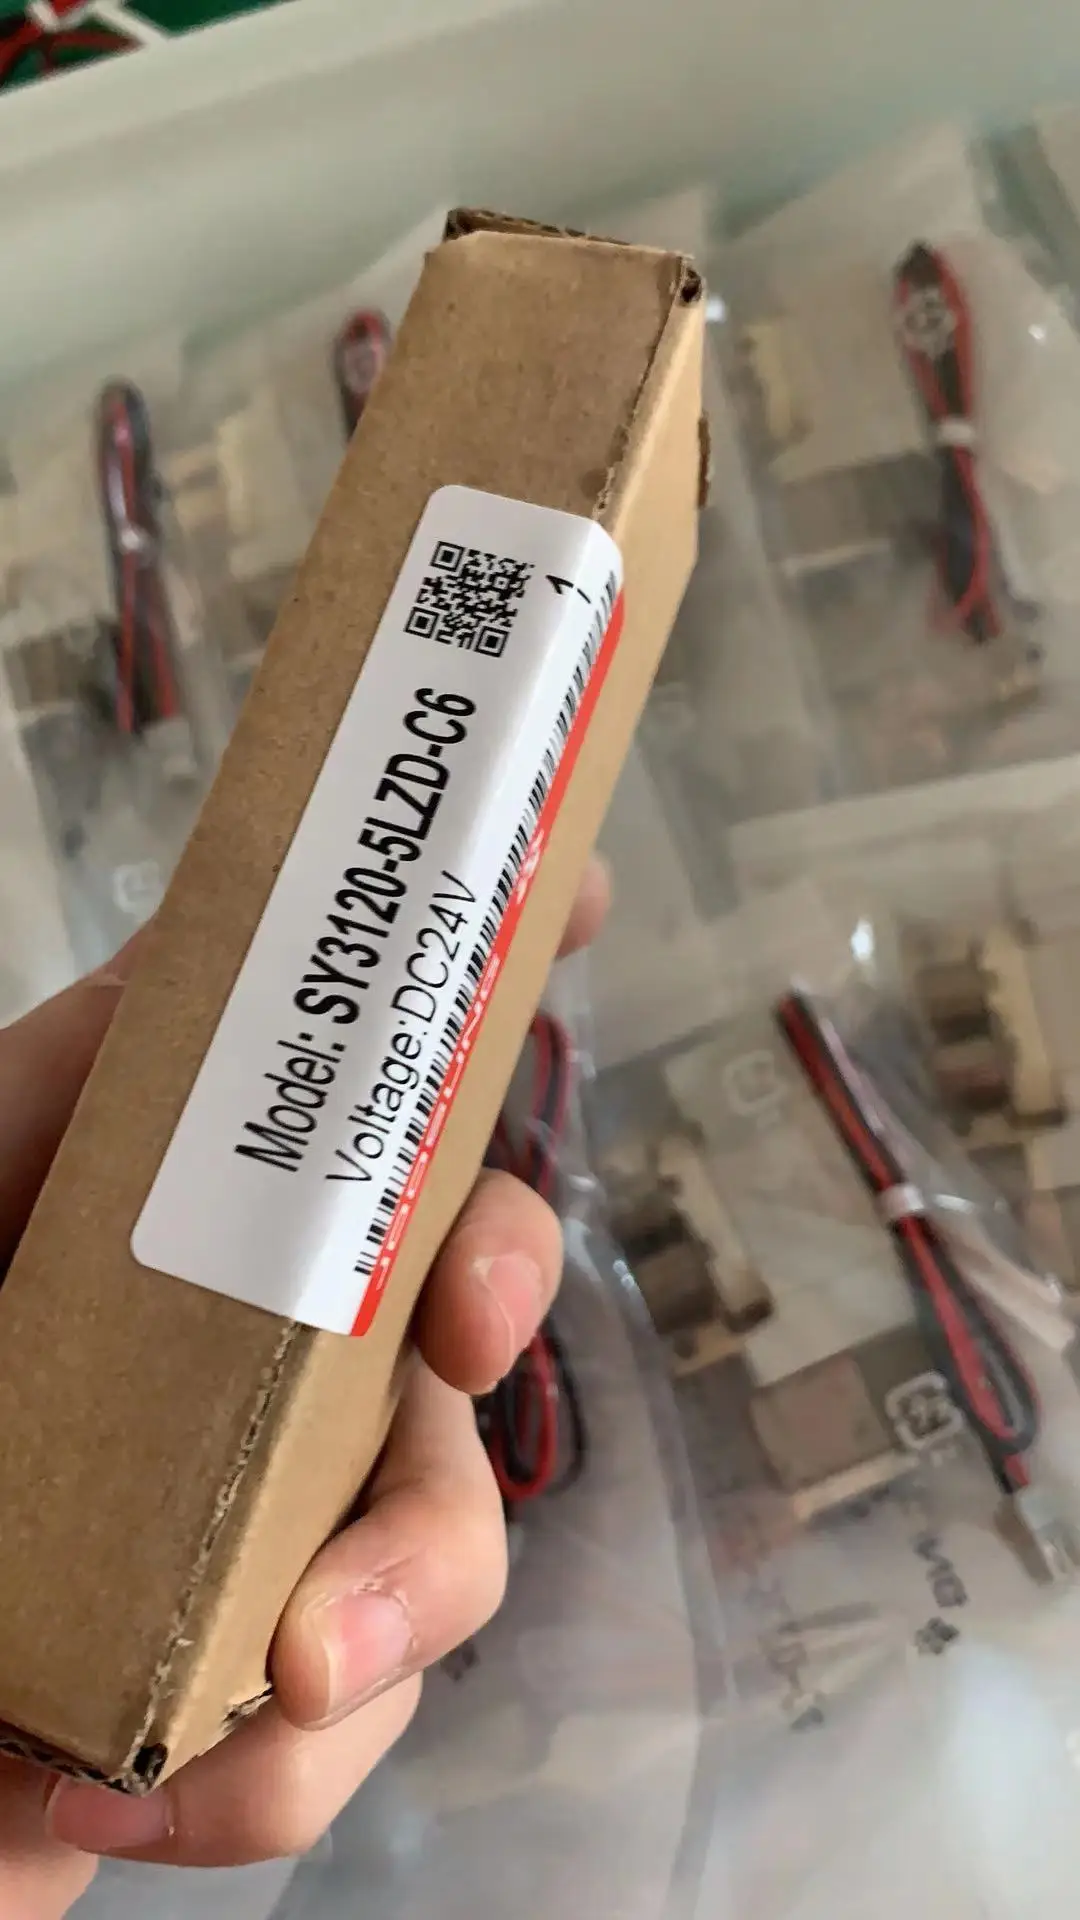 1
Model: SY3120-5LZD-C6
Voltage:DC24V